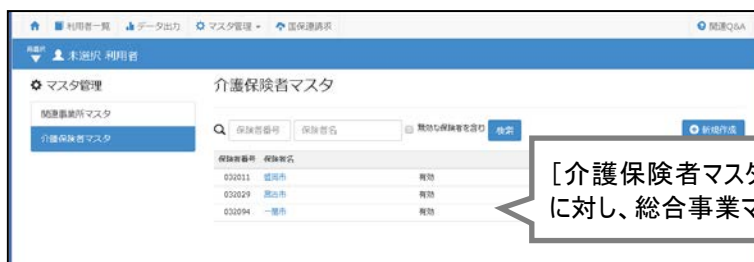 利用者一覧 データ出力 マスタ管理 国保連請求 関連Q&A
再選択 未選択 利用者
マスタ管理
介護保険者マスタ
関連事業所マスタ
介護保険者マスタ
保険者番号 保険者名 無効な保険者を含む 検索 新規作成
保険者番号 保険者名
032011 盛岡市 有効
032029 宮古市 有効
032094 一関市 有効
[介護保険者マスタ
に対し、総合事業マ